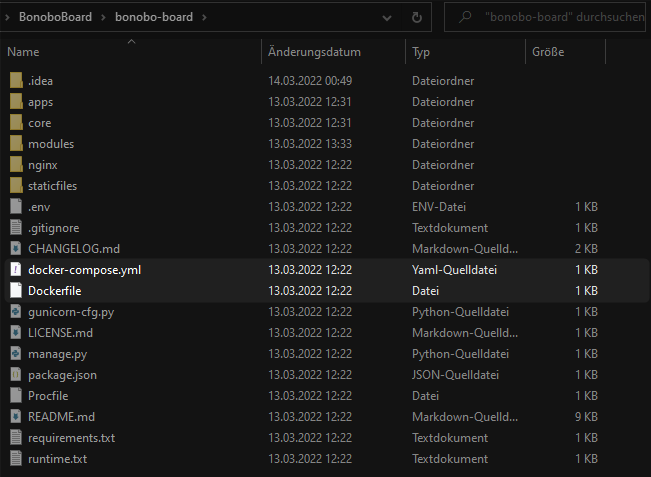 BonoboBoard > bonobo-board > "bonobo-board" durchsuchen
Name Änderungsdatum Typ Größe
.idea 14.03.2022 00:49 Dateiordner
apps 13.03.2022 12:31 Dateiordner
core 13.03.2022 12:31 Dateiordner
modules 13.03.2022 13:33 Dateiordner
nginx 13.03.2022 12:22 Dateiordner
staticfiles 13.03.2022 12:22 Dateiordner
.env 13.03.2022 12:22 ENV-Datei 1 KB
.gitignore 13.03.2022 12:22 Textdokument 1 KB
CHANGELOG.md 13.03.2022 12:22 Markdown-Quelld... 2 KB
docker-compose.yml 13.03.2022 12:22 Yaml-Quelldatei 1 KB
Dockerfile 13.03.2022 12:22 Datei 1 KB
gunicorn-cfg.py 13.03.2022 12:22 Python-Quelldatei 1 KB
LICENSE.md 13.03.2022 12:22 Markdown-Quelld... 1 KB
manage.py 13.03.2022 12:22 Python-Quelldatei 1 KB
package.json 13.03.2022 12:22 JSON-Quelldatei 1 KB
Procfile 13.03.2022 12:22 Datei 1 KB
README.md 13.03.2022 12:22 Markdown-Quelld... 9 KB
requirements.txt 13.03.2022 12:22 Textdokument 1 KB
runtime.txt 13.03.2022 12:22 Textdokument 1 KB